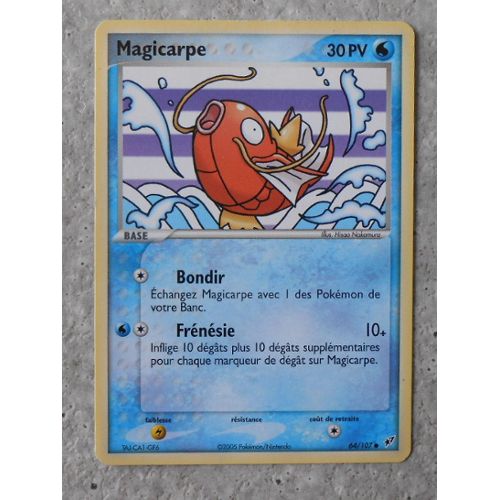 Magicarpe 30 PV
BASE Illus. Hisao Nakamura
Bondir
Échangez Magicarpe avec 1 des Pokémon de
votre Banc.
Frénésie 10+
Inflige 10 dégâts plus 10 dégâts supplémentaires
pour chaque marqueur de dégât sur Magicarpe.
faiblesse résistance coût de retraite
©2005 Pokémon/Nintendo 64/107